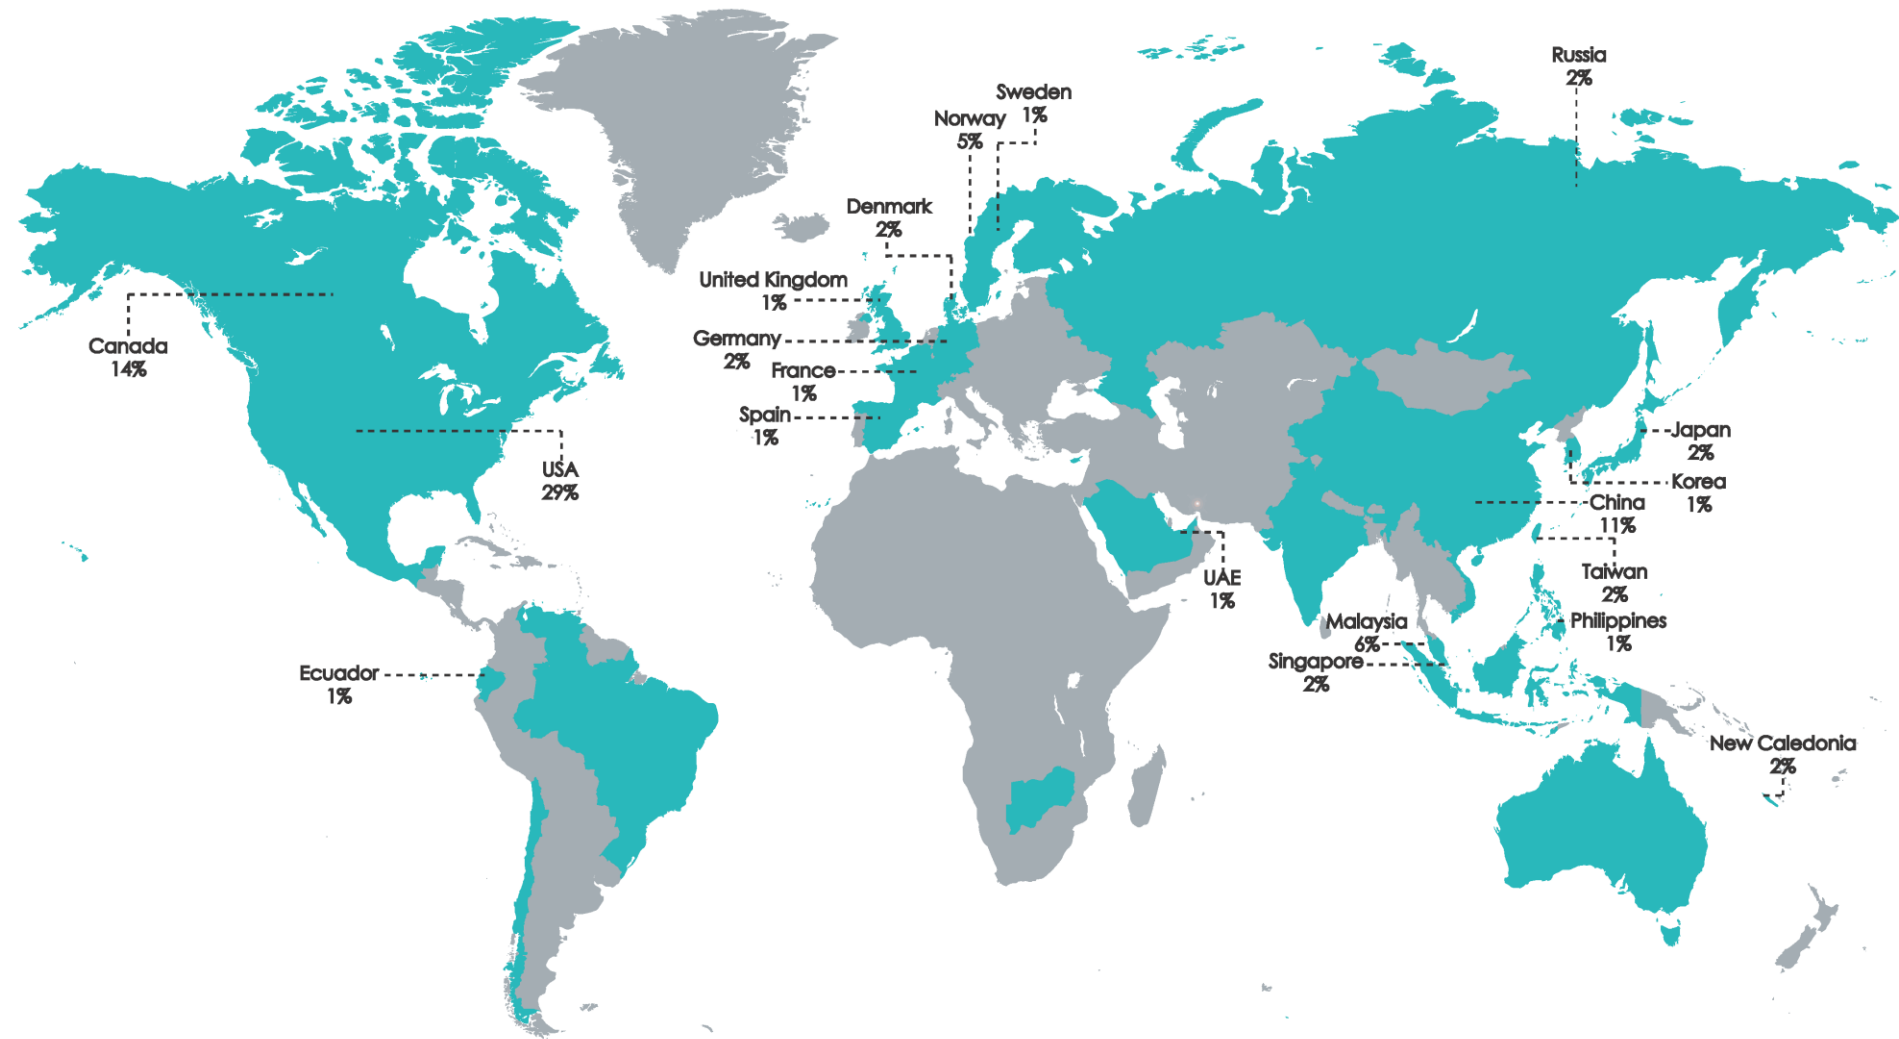 Russia
2%
Sweden
1%
Norway
5%
Denmark
2%
United Kingdom
1%
Germany
2%
France
1%
Spain
1%
Canada
14%
USA
29%
Japan
2%
Korea
1%
China
11%
Taiwan
2%
UAE
1%
Philippines
1%
Malaysia
6%
Singapore
2%
Ecuador
1%
New Caledonia
2%